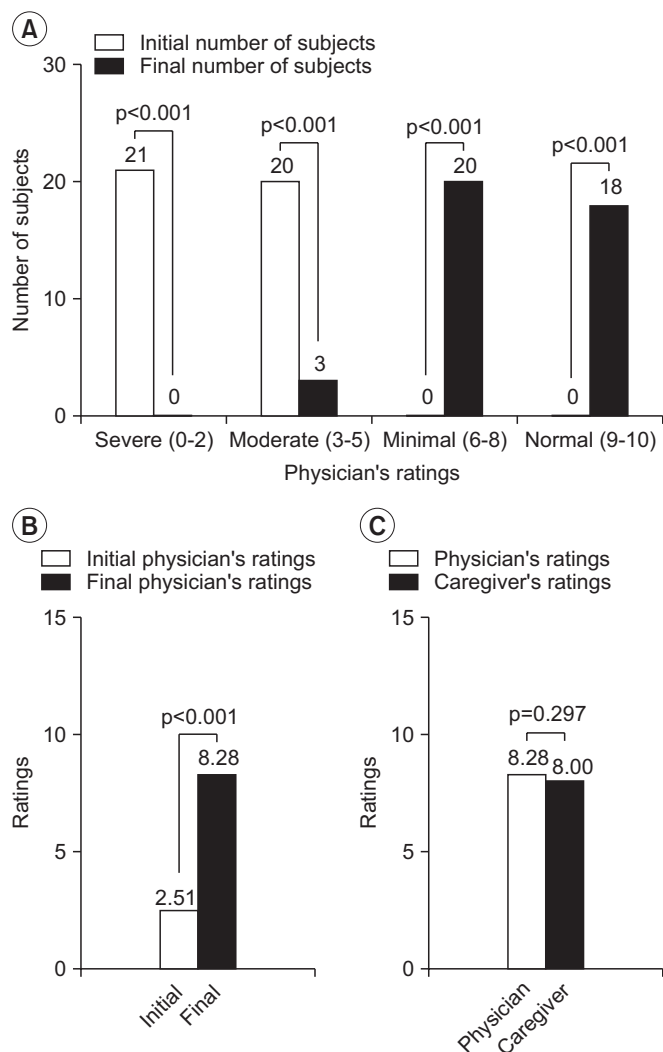 A
Initial number of subjects
Final number of subjects
30
20
10
0
Number of subjects
p<0.001
21
0
p<0.001
20
3
p<0.001
0
20
p<0.001
0
18
Severe (0-2) Moderate (3-5) Minimal (6-8) Normal (9-10)
Physician's ratings
B
Initial physician's ratings
Final physician's ratings
15
10
5
0
Ratings
p<0.001
2.51
8.28
Initial
Final
C
Physician's ratings
Caregiver's ratings
15
10
5
0
Ratings
p=0.297
8.28
8.00
Physician
Caregiver